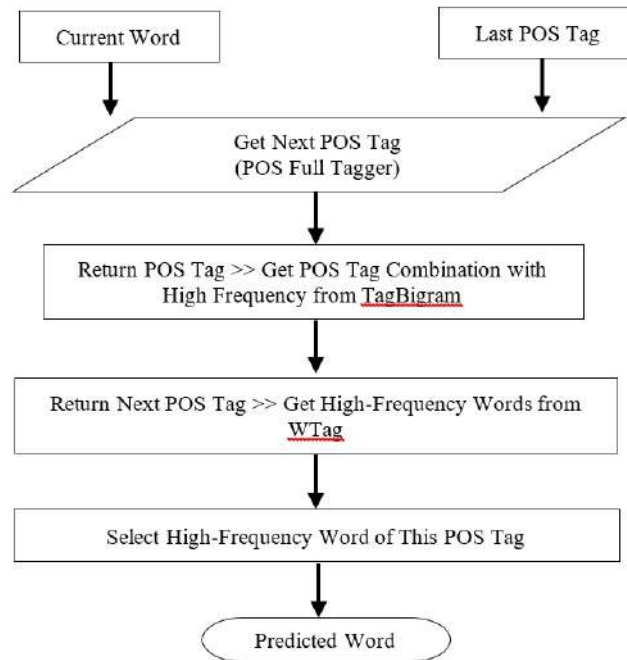 Current Word
Last POS Tag
Get Next POS Tag
(POS Full Tagger)
Return POS Tag >> Get POS Tag Combination with
High Frequency from TagBigram
Return Next POS Tag >> Get High-Frequency Words from
WTag
Select High-Frequency Word of This POS Tag
Predicted Word